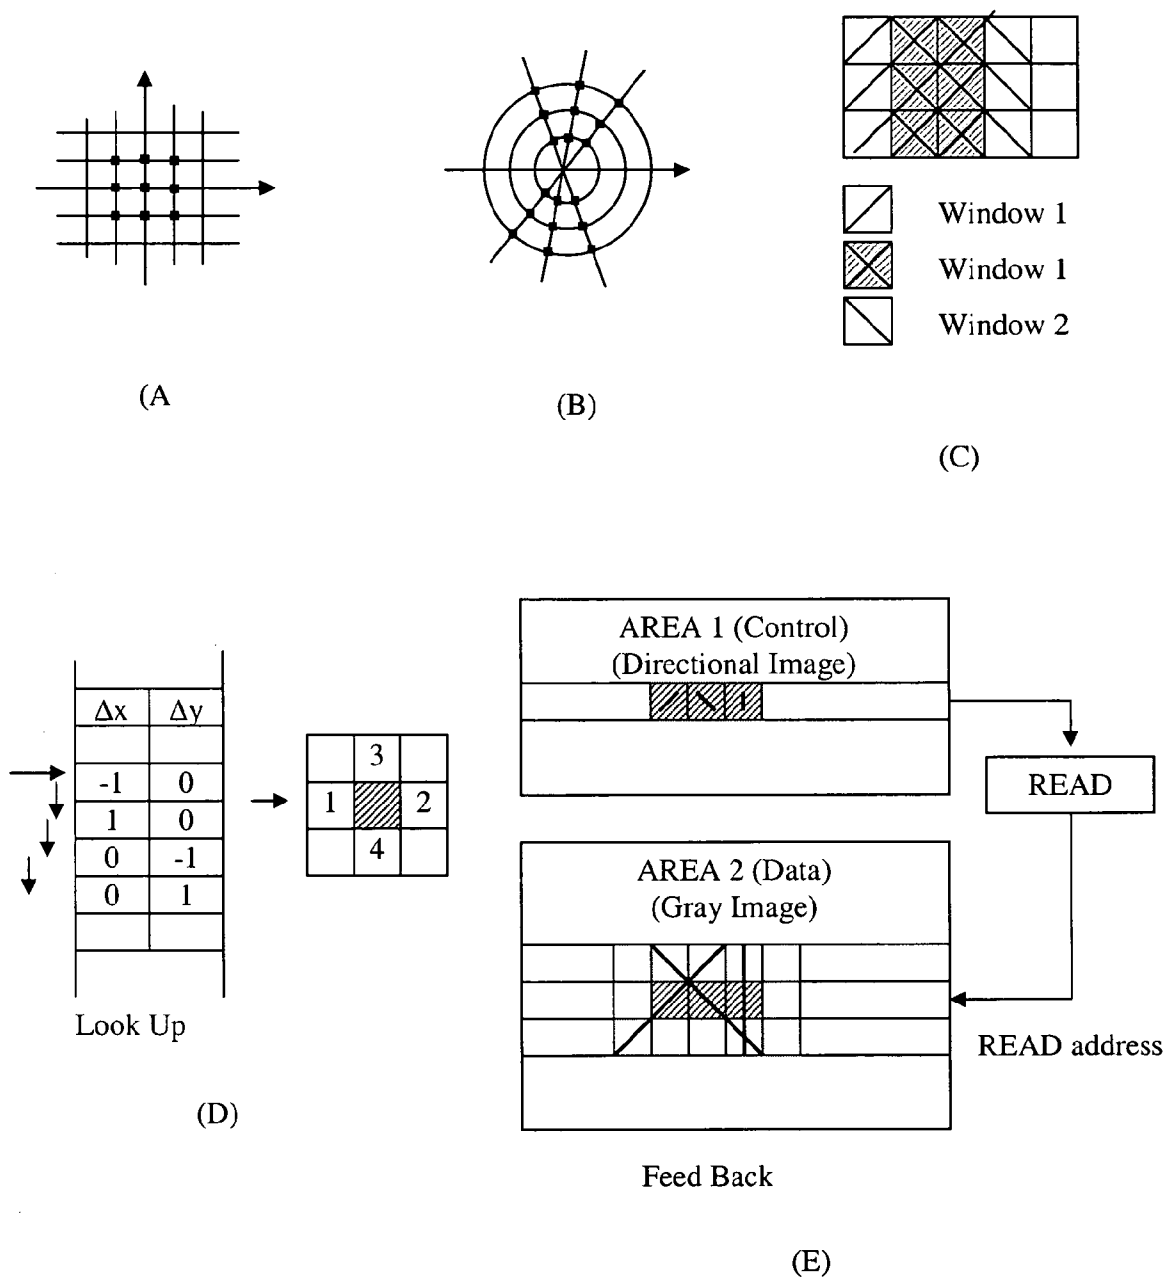 (A
(B)
Window 1
Window 1
Window 2
(C)
Δx Δy
-1 0
1 0
0 -1
0 1
Look Up
3
1 2
4
(D)
AREA 1 (Control)
(Directional Image)
READ
AREA 2 (Data)
(Gray Image)
READ address
Feed Back
(E)